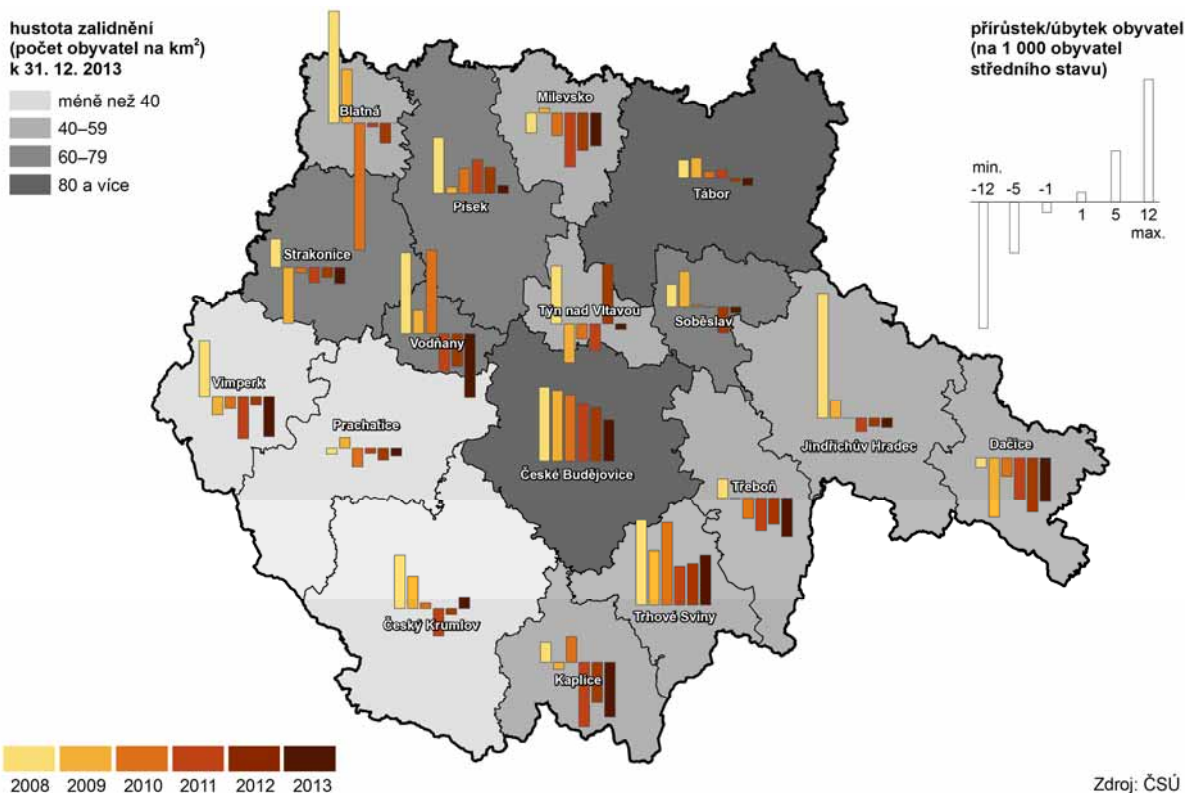 hustota zalidnění
(počet obyvatel na km²)
k 31. 12. 2013
méně než 40
40–59
60–79
80 a více
přírůstek/úbytek obyvatel
(na 1 000 obyvatel
středního stavu)
min.
-12 -5 -1
1 5 12
max.
Blatná
Milevsko
Písek
Tábor
Strakonice
Týn nad Vltavou
Soběslav
Vodňany
Vimperk
Prachatice
České Budějovice
Jindřichův Hradec
Dačice
Třeboň
Trhové Sviny
Český Krumlov
Kaplice
2008 2009 2010 2011 2012 2013
Zdroj: ČSÚ